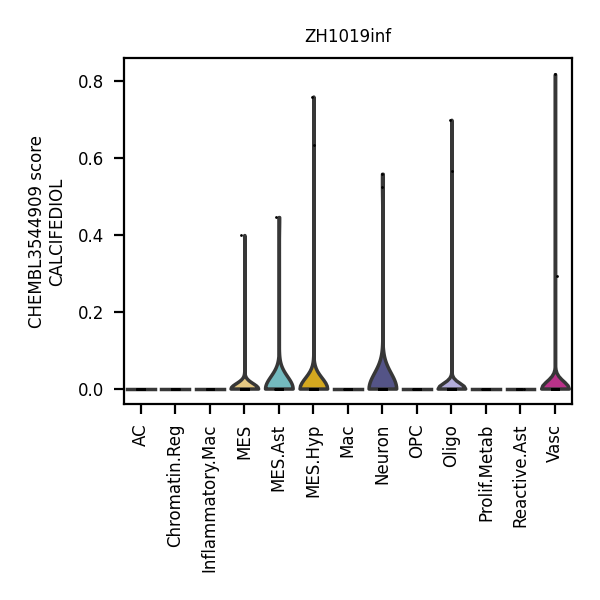 ZH1019inf
CHEMBL3544909 score
CALCIFEDIOL
0.8
0.6
0.4
0.2
0.0
AC
Chromatin.Reg
Inflammatory.Mac
MES
MES.Ast
MES.Hyp
Mac
Neuron
OPC
Oligo
Prolif.Metab
Reactive.Ast
Vasc